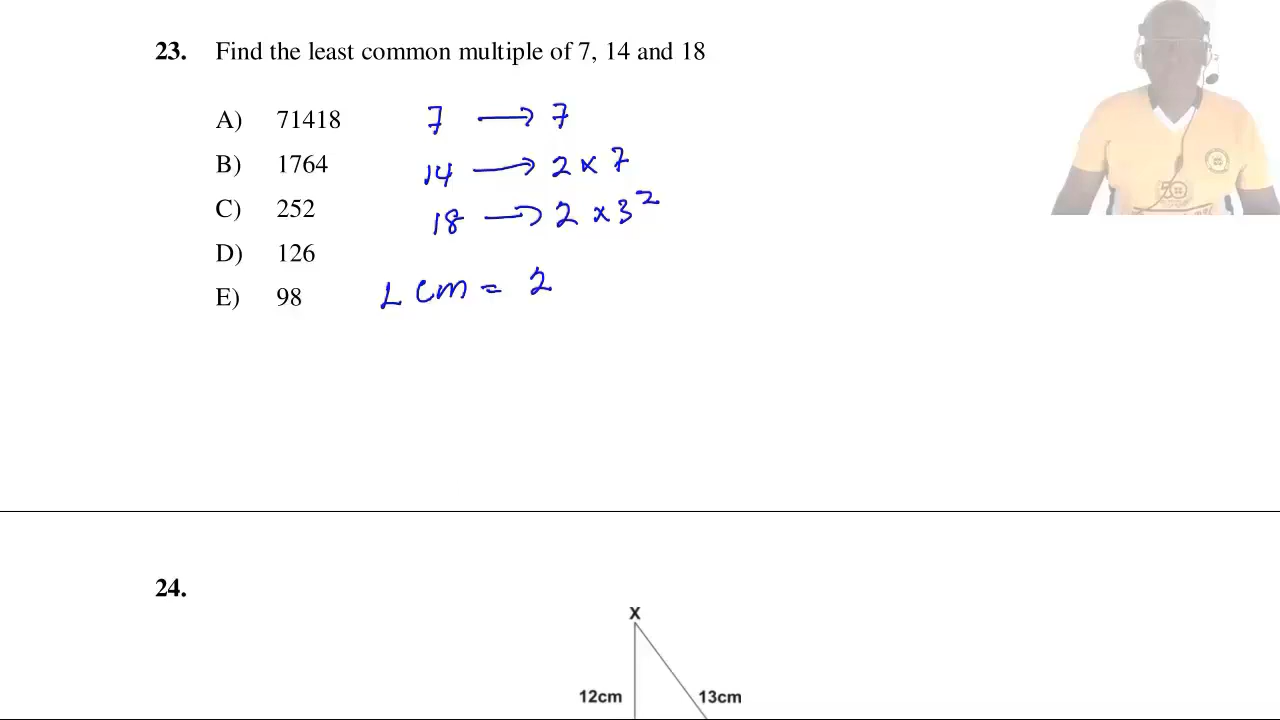 23. Find the least common multiple of 7, 14 and 18
A) 71418
B) 1764
C) 252
D) 126
E) 98
7 → 7
14 → 2 × 7
18 → 2 × 3²
LCM = 2
24.
X
12cm 13cm